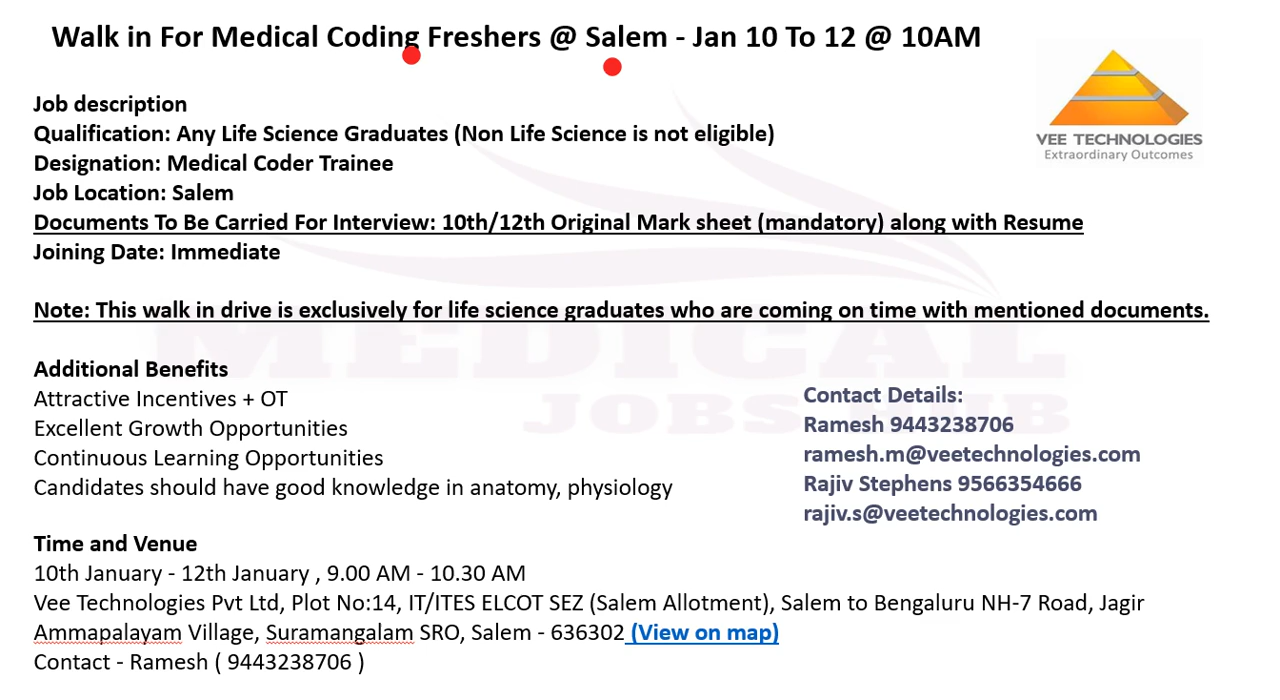 Walk in For Medical Coding Freshers @ Salem - Jan 10 To 12 @ 10AM
VEE TECHNOLOGIES
Extraordinary Outcomes
Job description
Qualification: Any Life Science Graduates (Non Life Science is not eligible)
Designation: Medical Coder Trainee
Job Location: Salem
Documents To Be Carried For Interview: 10th/12th Original Mark sheet (mandatory) along with Resume
Joining Date: Immediate
Note: This walk in drive is exclusively for life science graduates who are coming on time with mentioned documents.
MEDICAL
JOBS HUB
Additional Benefits
Attractive Incentives + OT
Excellent Growth Opportunities
Continuous Learning Opportunities
Candidates should have good knowledge in anatomy, physiology
Contact Details:
Ramesh 9443238706
ramesh.m@veetechnologies.com
Rajiv Stephens 9566354666
rajiv.s@veetechnologies.com
Time and Venue
10th January - 12th January , 9.00 AM - 10.30 AM
Vee Technologies Pvt Ltd, Plot No:14, IT/ITES ELCOT SEZ (Salem Allotment), Salem to Bengaluru NH-7 Road, Jagir
Ammapalayam Village, Suramangalam SRO, Salem - 636302 (View on map)
Contact - Ramesh ( 9443238706 )